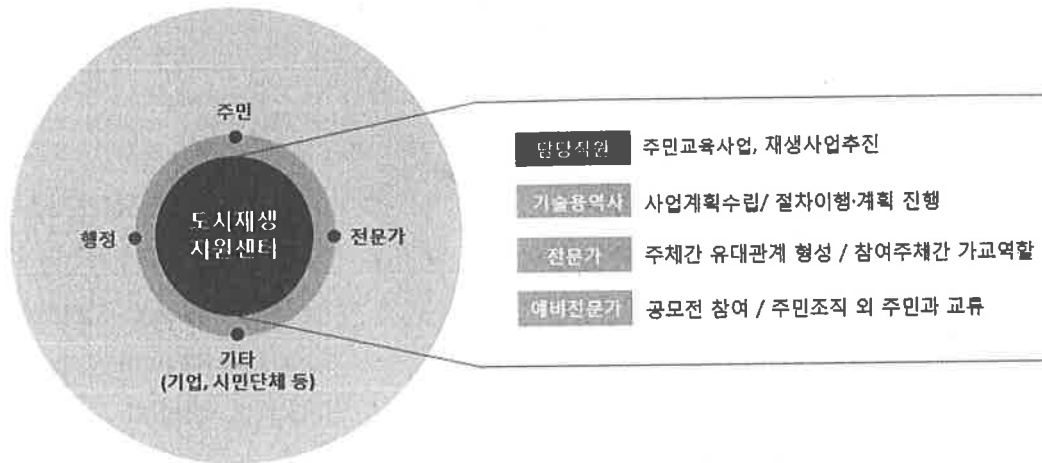 주민
행정
도시재생
지원센터
전문가
기타
(기업, 시민단체 등)
담당직원 주민교육사업, 재생사업추진
기술용역사 사업계획수립/ 절차이행·계획 진행
전문가 주체간 유대관계 형성 / 참여주체간 가교역할
예비전문가 공모전 참여 / 주민조직 외 주민과 교류